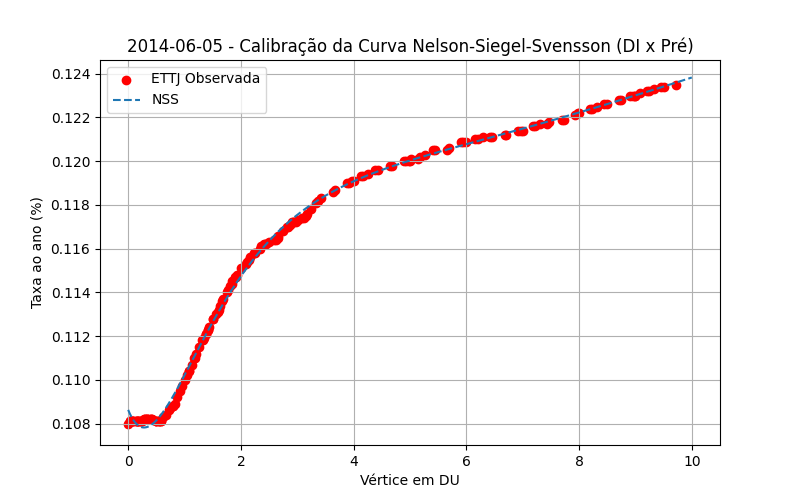 2014-06-05 - Calibração da Curva Nelson-Siegel-Svensson (DI x Pré)
ETTJ Observada
NSS
Taxa ao ano (%)
0.124
0.122
0.120
0.118
0.116
0.114
0.112
0.110
0.108
0 2 4 6 8 10
Vértice em DU